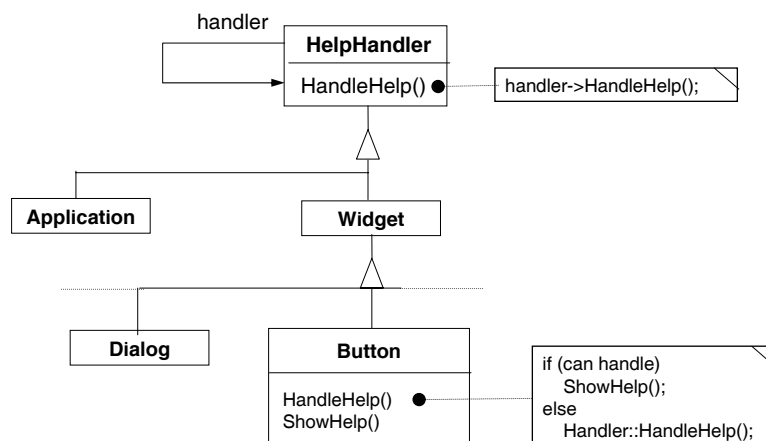 handler
HelpHandler
HandleHelp()
handler->HandleHelp();
Application
Widget
Dialog
Button
HandleHelp()
ShowHelp()
if (can handle)
ShowHelp();
else
Handler::HandleHelp();